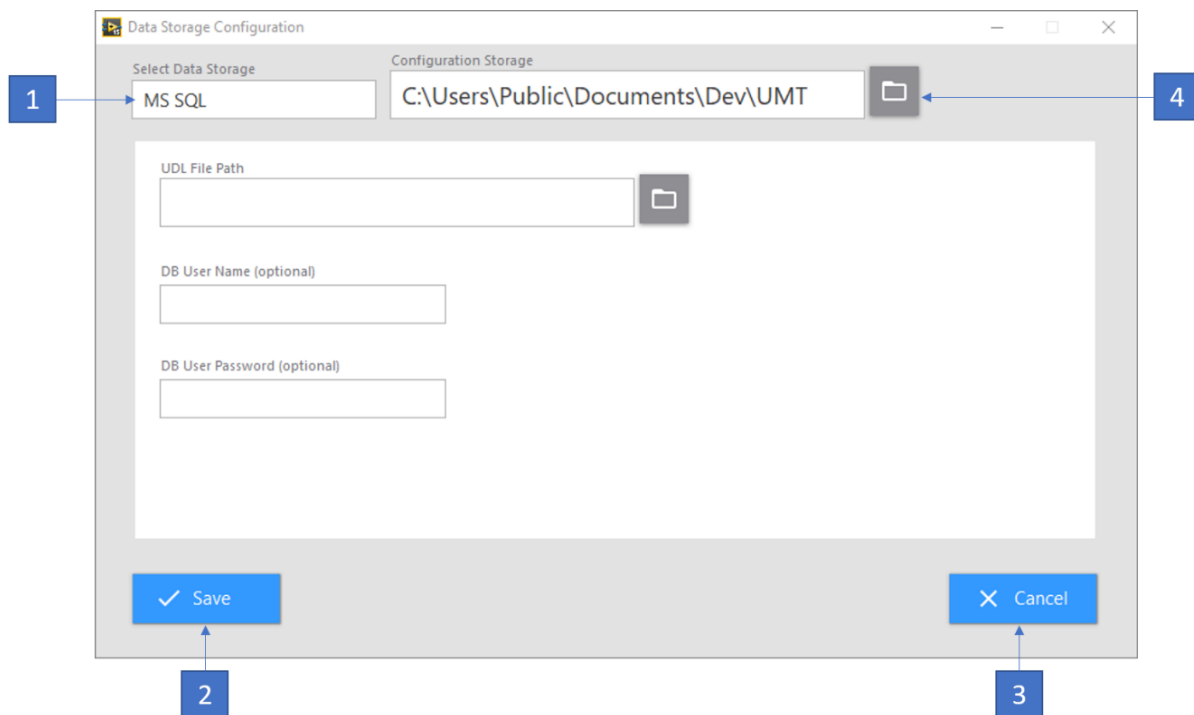 Data Storage Configuration
Select Data Storage
Configuration Storage
1
MS SQL
C:\Users\Public\Documents\Dev\UMT
4
UDL File Path
DB User Name (optional)
DB User Password (optional)
Save
Cancel
2
3